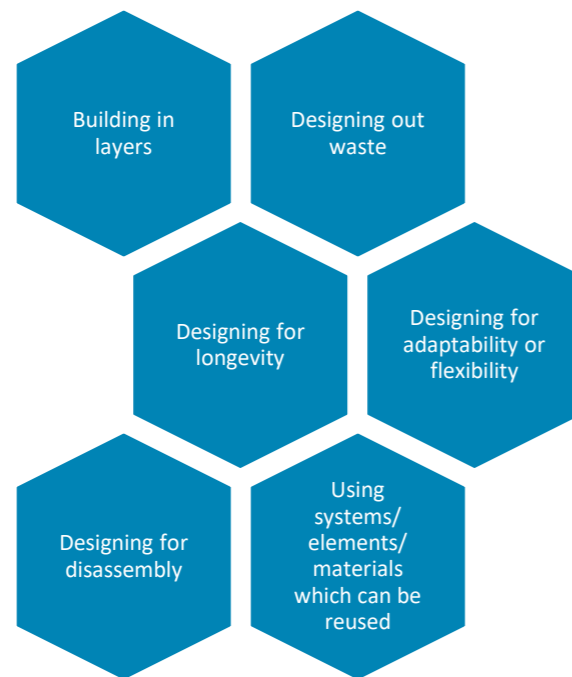 Building in
layers
Designing out
waste
Designing for
longevity
Designing for
adaptability or
flexibility
Designing for
disassembly
Using
systems/
elements/
materials
which can be
reused